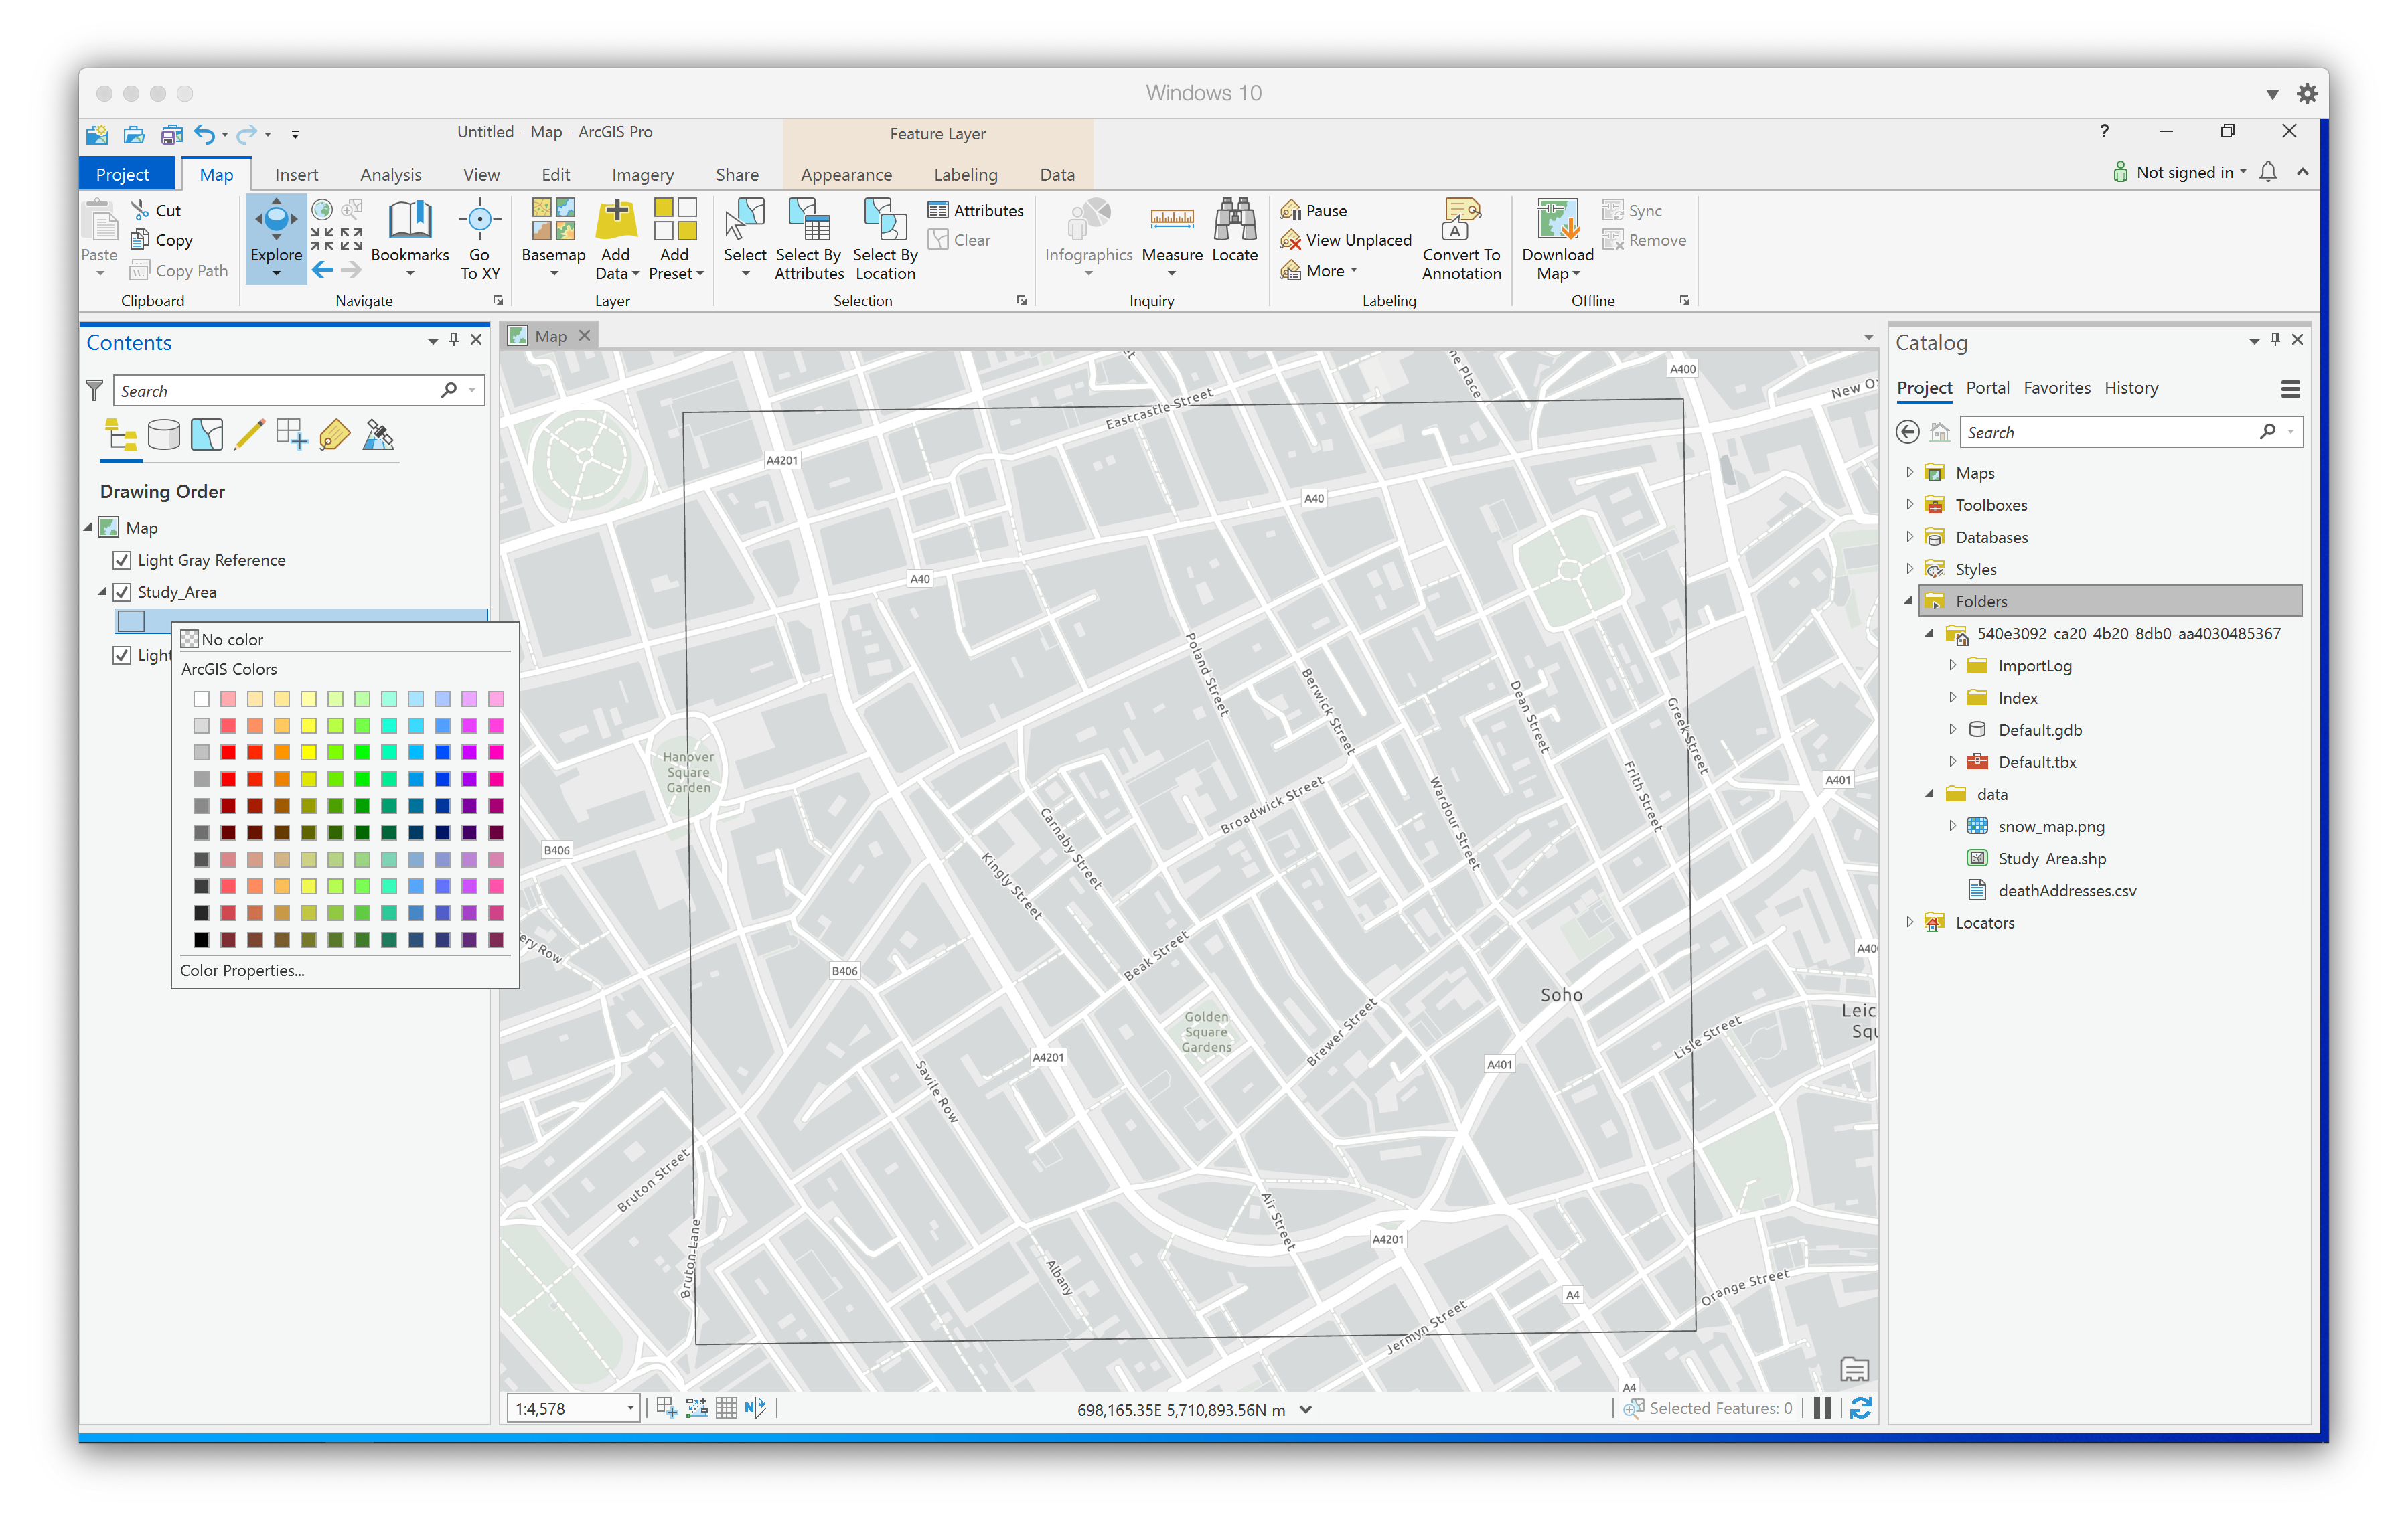 Windows 10
Untitled - Map - ArcGIS Pro
Feature Layer
?
Project
Map
Insert
Analysis
View
Edit
Imagery
Share
Appearance
Labeling
Data
Not signed in
Paste
Cut
Copy
Copy Path
Clipboard
Explore
Bookmarks
Go
To XY
Navigate
Basemap
Add
Data
Add
Preset
Layer
Select
Select By
Attributes
Select By
Location
Attributes
Clear
Selection
Infographics
Measure
Locate
Inquiry
Pause
View Unplaced
More
A
Convert To
Annotation
Labeling
Download
Map
Sync
Remove
Offline
Contents
Search
Drawing Order
Map
Light Gray Reference
Study_Area
Light
No color
ArcGIS Colors
Color Properties...
Map
A400
New Ox
Eastcastle Street
A4201
A40
A40
Poland Street
Berwick Street
Dean Street
Greek Street
Hanover
Square
Garden
Frith Street
A401
Wardour Street
Broadwick Street
Carnaby Street
Kingly Street
B406
Beak Street
B406
Soho
Golden
Square
Gardens
Brewer Street
Lisle Street
A4201
A401
Savile Row
Bruton Street
Air Street
A4201
Bruton Lane
Albany
A4
Orange Street
Jermyn Street
A4
1:4,578
N
698,165.35E 5,710,893.56N m
Selected Features: 0
Catalog
Project
Portal
Favorites
History
Search
Maps
Toolboxes
Databases
Styles
Folders
540e3092-ca20-4b20-8db0-aa4030485367
ImportLog
Index
Default.gdb
Default.tbx
data
snow_map.png
Study_Area.shp
deathAddresses.csv
Locators